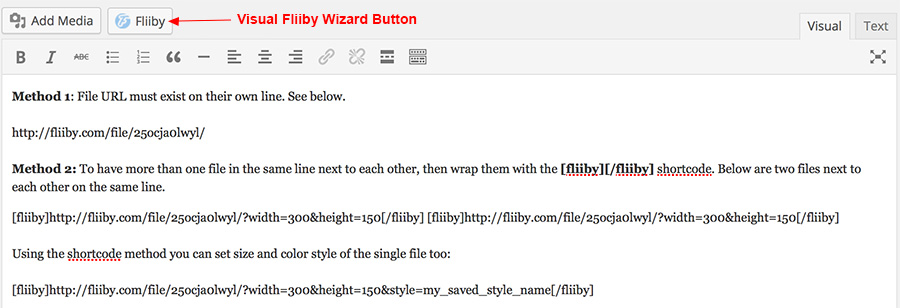 Add Media Fliiby Visual Fliiby Wizard Button
Visual Text
B I ABC
Method 1: File URL must exist on their own line. See below.
http://fliiby.com/file/25ocja0lwyl/
Method 2: To have more than one file in the same line next to each other, then wrap them with the [fliiby][/fliiby] shortcode. Below are two files next to
each other on the same line.
[fliiby]http://fliiby.com/file/25ocja0lwyl/?width=300&height=150[/fliiby] [fliiby]http://fliiby.com/file/25ocja0lwyl/?width=300&height=150[/fliiby]
Using the shortcode method you can set size and color style of the single file too:
[fliiby]http://fliiby.com/file/25ocja0lwyl/?width=300&height=150&style=my_saved_style_name[/fliiby]